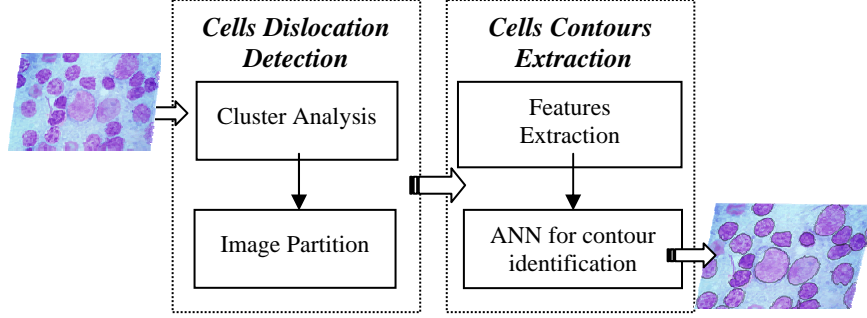 Cells Dislocation
Detection
Cluster Analysis
Image Partition
Cells Contours
Extraction
Features
Extraction
ANN for contour
identification